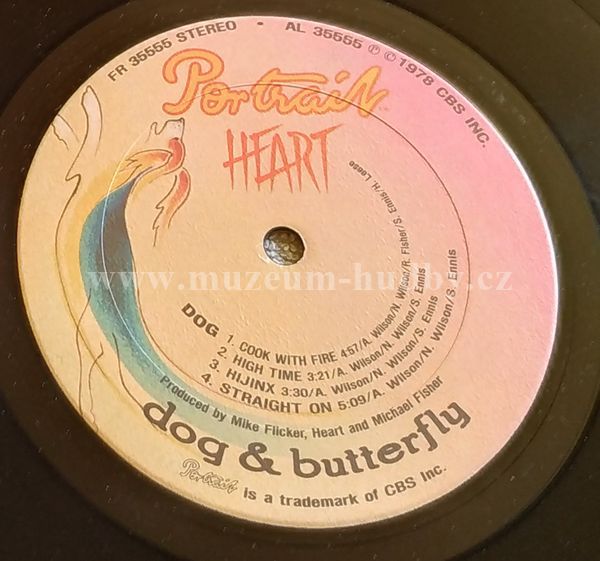 FR 35555 STEREO • AL 35555 ℗ © 1978 CBS INC.
Portrait
HEART
DOG
1. COOK WITH FIRE 4:57/A. Wilson/N. Wilson/R. Fisher/S. Ennis/H. Leese
2. HIGH TIME 3:21/A. Wilson/N. Wilson/S. Ennis
3. HIJINX 3:30/A. Wilson/N. Wilson/S. Ennis
4. STRAIGHT ON 5:09/A. Wilson/N. Wilson/S. Ennis
Produced by Mike Flicker, Heart and Michael Fisher
dog & butterfly
Portrait is a trademark of CBS Inc.
www.muzeum-hudby.cz